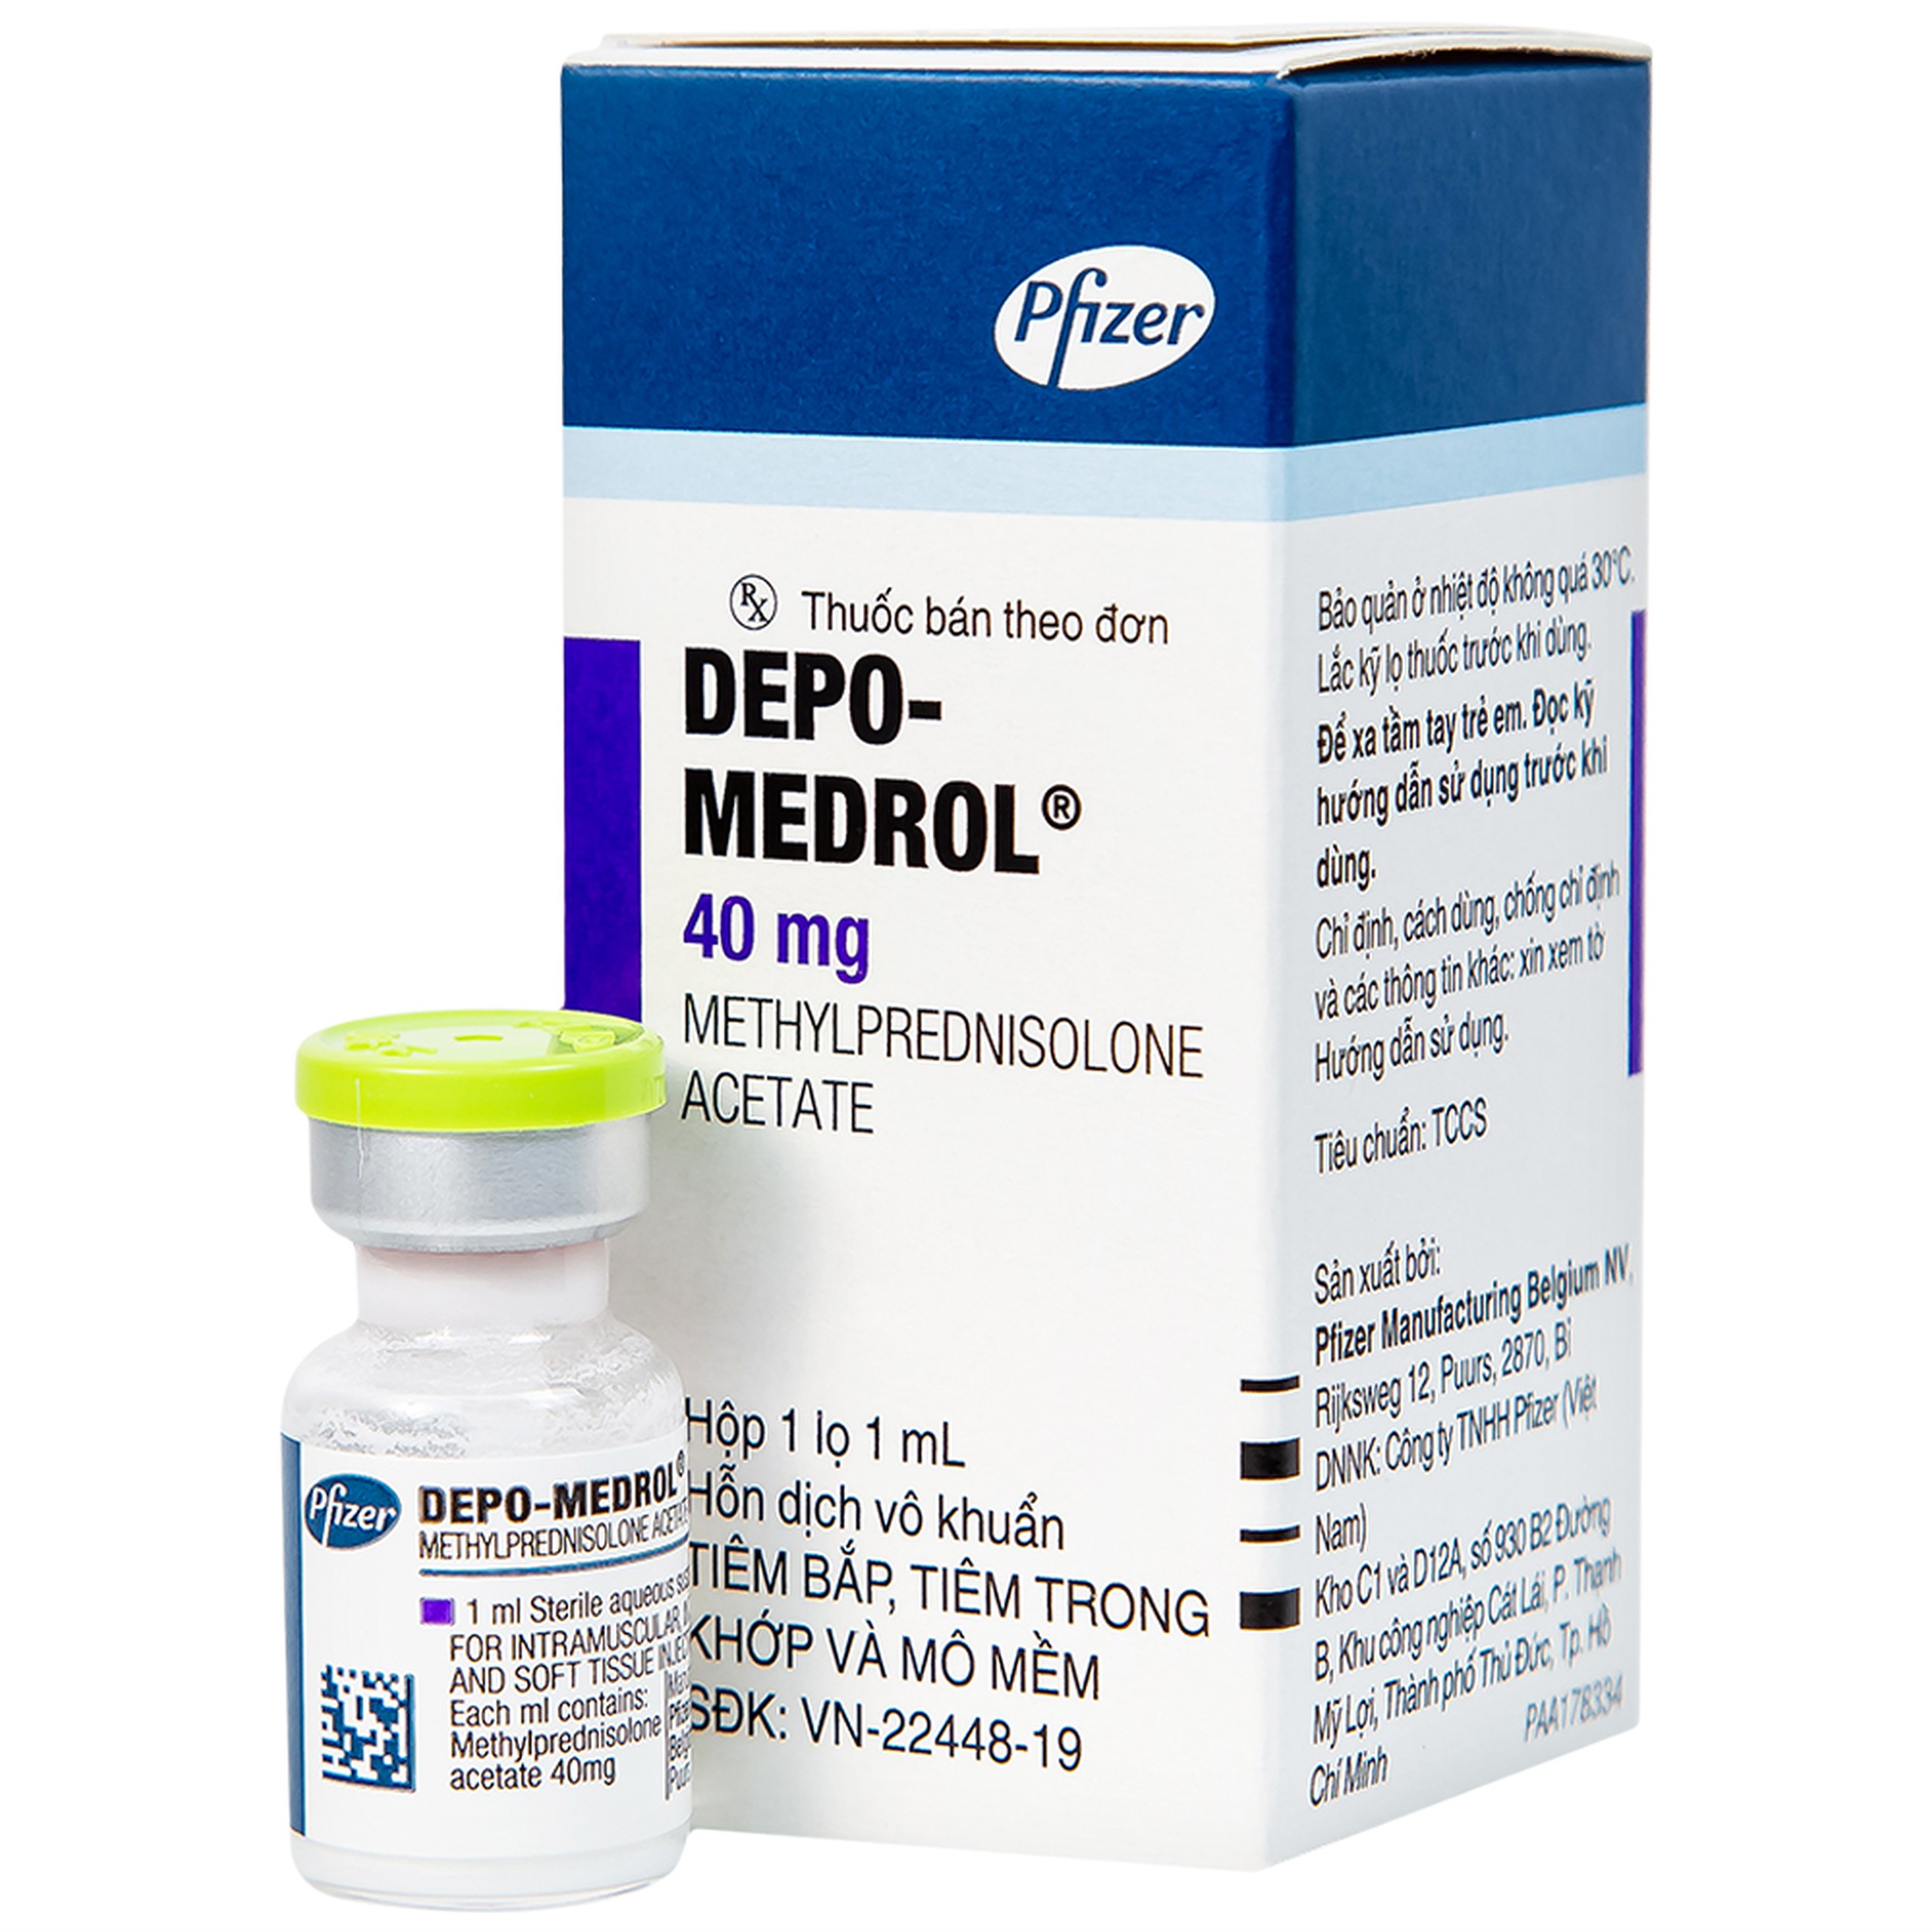 Pfizer
Rx Thuốc bán theo đơn
DEPO-
MEDROL®
40 mg
METHYLPREDNISOLONE
ACETATE
Hộp 1 lọ 1 mL
Hỗn dịch vô khuẩn
TIÊM BẮP, TIÊM TRONG
KHỚP VÀ MÔ MỀM
SĐK: VN-22448-19
Bảo quản ở nhiệt độ không quá 30°C.
Lắc kỹ lọ thuốc trước khi dùng.
Để xa tầm tay trẻ em. Đọc kỹ
hướng dẫn sử dụng trước khi
dùng.
Chỉ định, cách dùng, chống chỉ định
và các thông tin khác: xin xem tờ
Hướng dẫn sử dụng.
Tiêu chuẩn: TCCS
Sản xuất bởi:
Pfizer Manufacturing Belgium NV,
Rijksweg 12, Puurs, 2870, Bỉ
DNNK: Công ty TNHH Pfizer (Việt
Nam)
Kho C1 và D12A, số 930 B2 Đường
B, Khu công nghiệp Cát Lái, P. Thạnh
Mỹ Lợi, Thành phố Thủ Đức, Tp. Hồ
Chí Minh
PAA178334
Pfizer
DEPO-MEDROL®
METHYLPREDNISOLONE
1 ml Sterile aqueous
FOR INTRAMUSCULAR,
AND SOFT TISSUE
Each ml contains:
Methylprednisolone
acetate 40mg